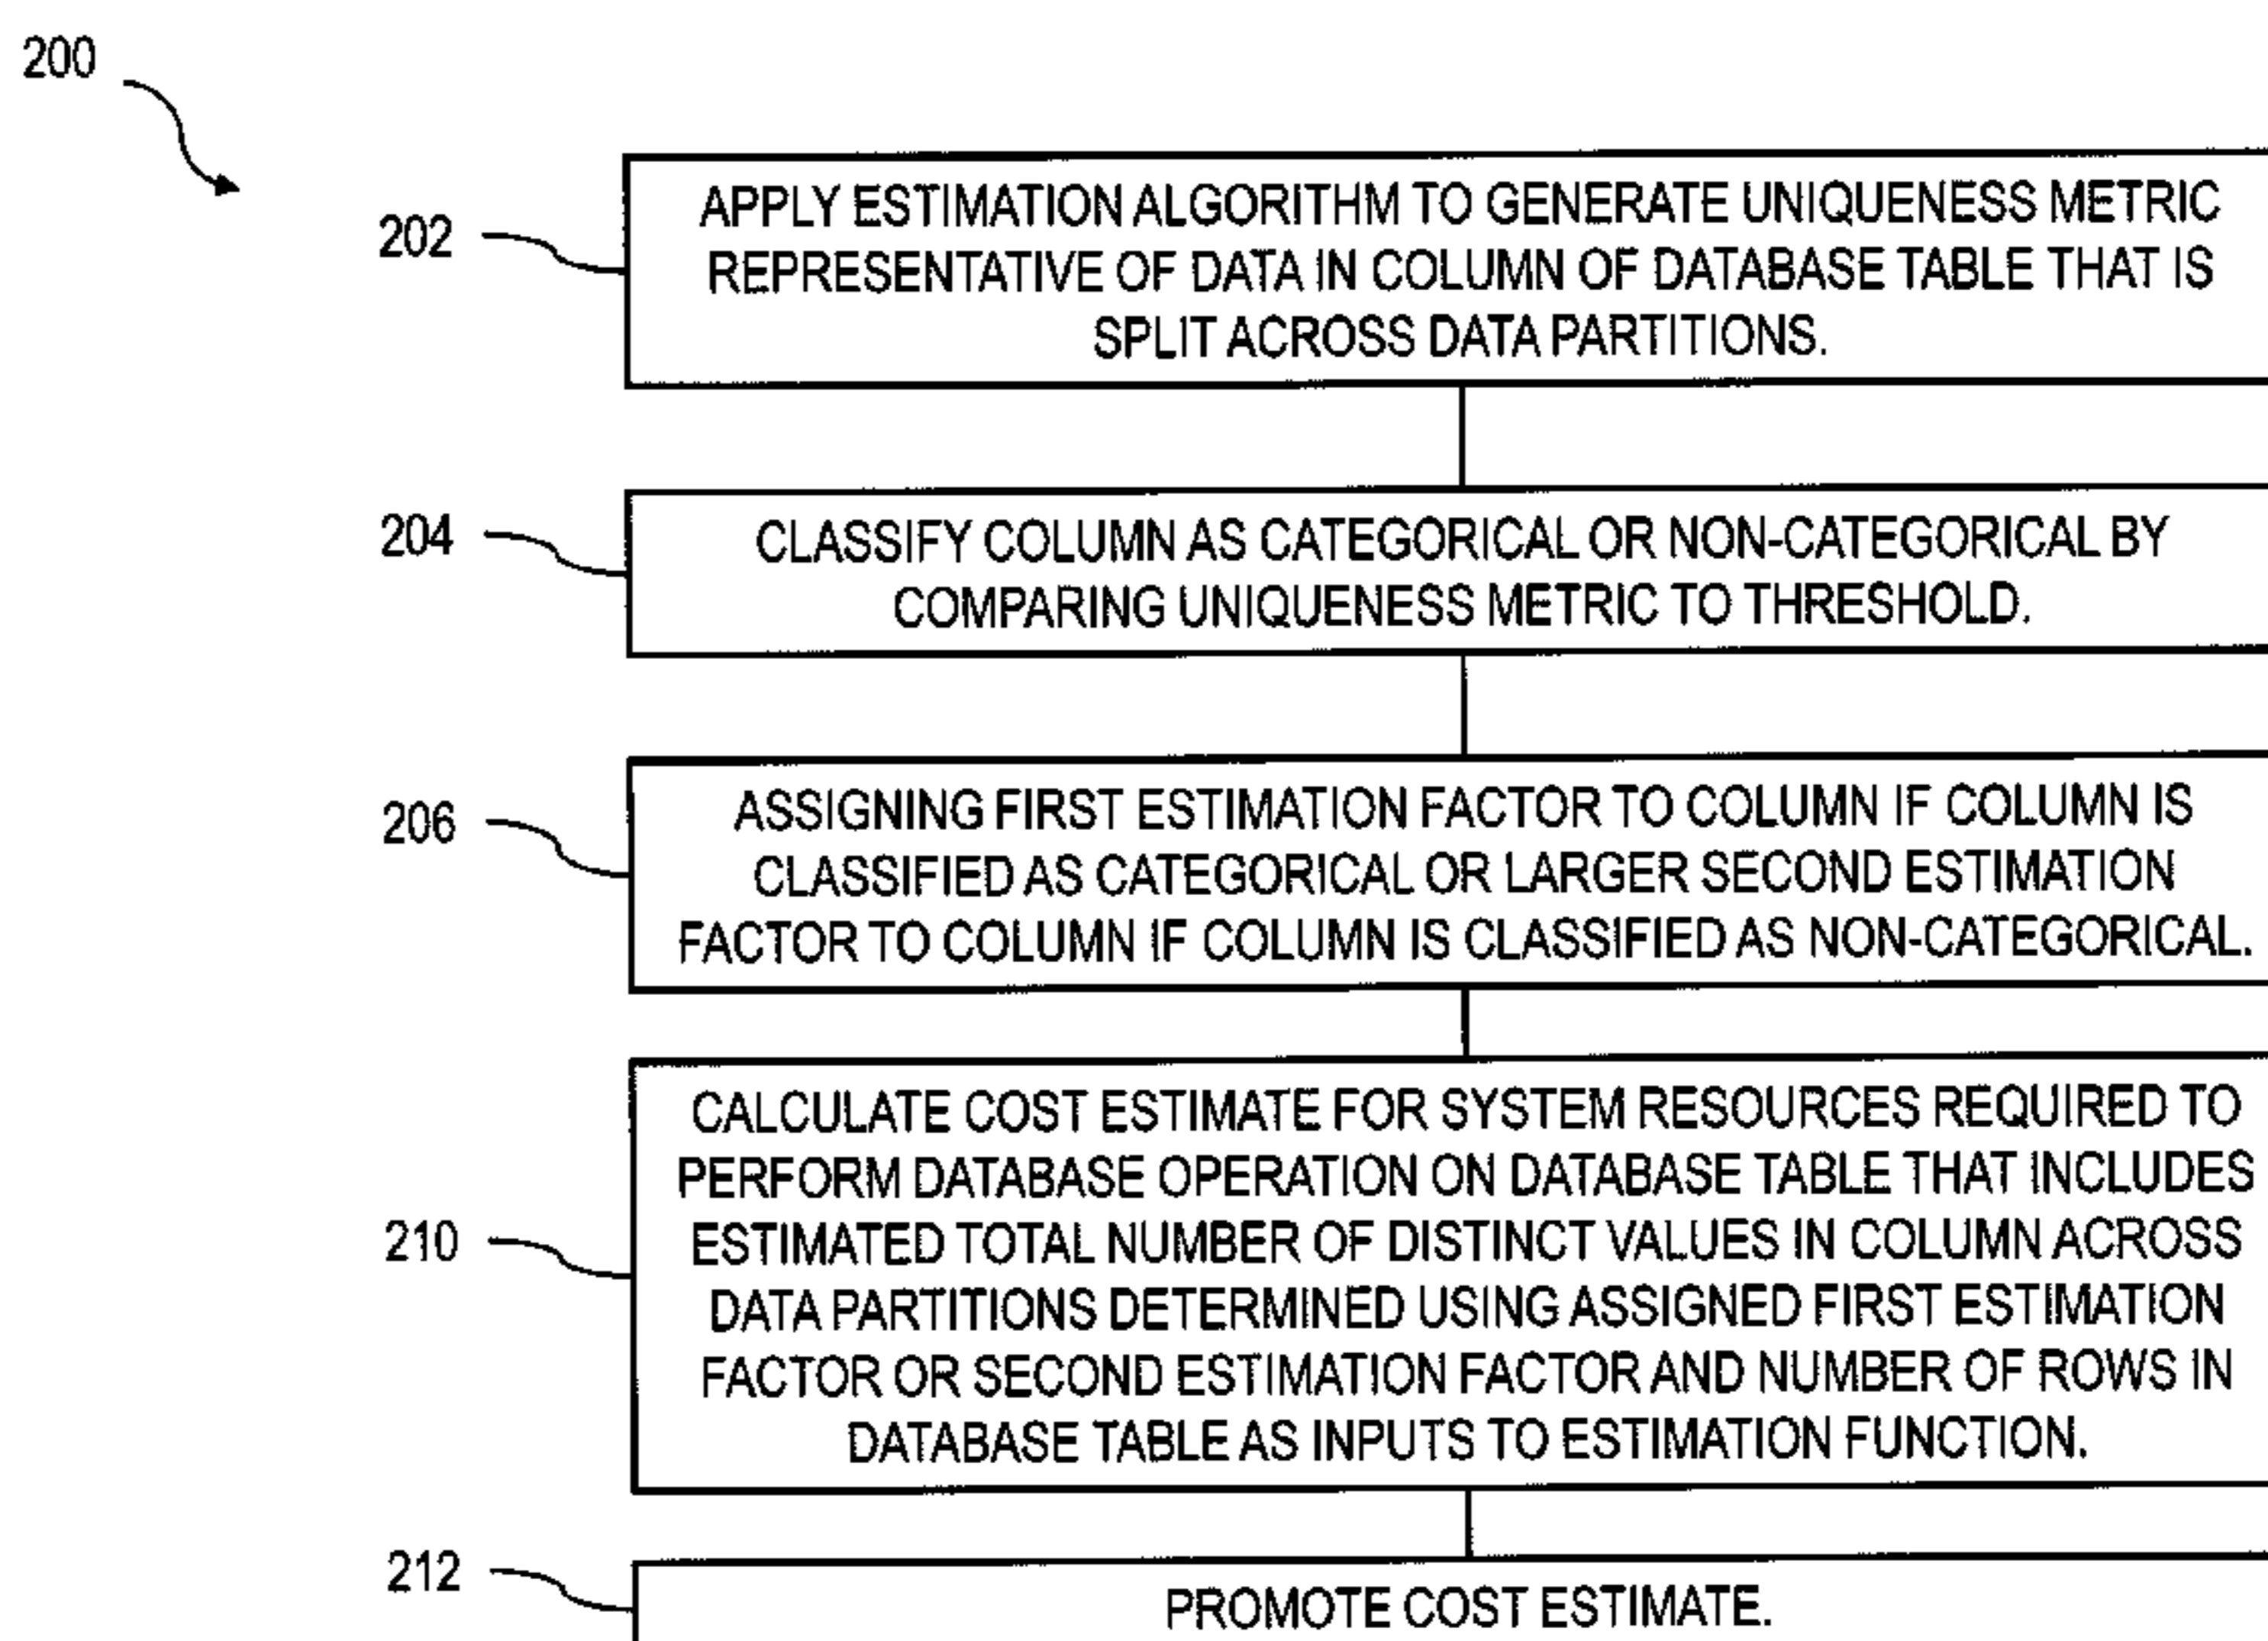 200
202
APPLY ESTIMATION ALGORITHM TO GENERATE UNIQUENESS METRIC
REPRESENTATIVE OF DATA IN COLUMN OF DATABASE TABLE THAT IS
SPLIT ACROSS DATA PARTITIONS.
204
CLASSIFY COLUMN AS CATEGORICAL OR NON-CATEGORICAL BY
COMPARING UNIQUENESS METRIC TO THRESHOLD.
206
ASSIGNING FIRST ESTIMATION FACTOR TO COLUMN IF COLUMN IS
CLASSIFIED AS CATEGORICAL OR LARGER SECOND ESTIMATION
FACTOR TO COLUMN IF COLUMN IS CLASSIFIED AS NON-CATEGORICAL.
210
CALCULATE COST ESTIMATE FOR SYSTEM RESOURCES REQUIRED TO
PERFORM DATABASE OPERATION ON DATABASE TABLE THAT INCLUDES
ESTIMATED TOTAL NUMBER OF DISTINCT VALUES IN COLUMN ACROSS
DATA PARTITIONS DETERMINED USING ASSIGNED FIRST ESTIMATION
FACTOR OR SECOND ESTIMATION FACTOR AND NUMBER OF ROWS IN
DATABASE TABLE AS INPUTS TO ESTIMATION FUNCTION.
212
PROMOTE COST ESTIMATE.